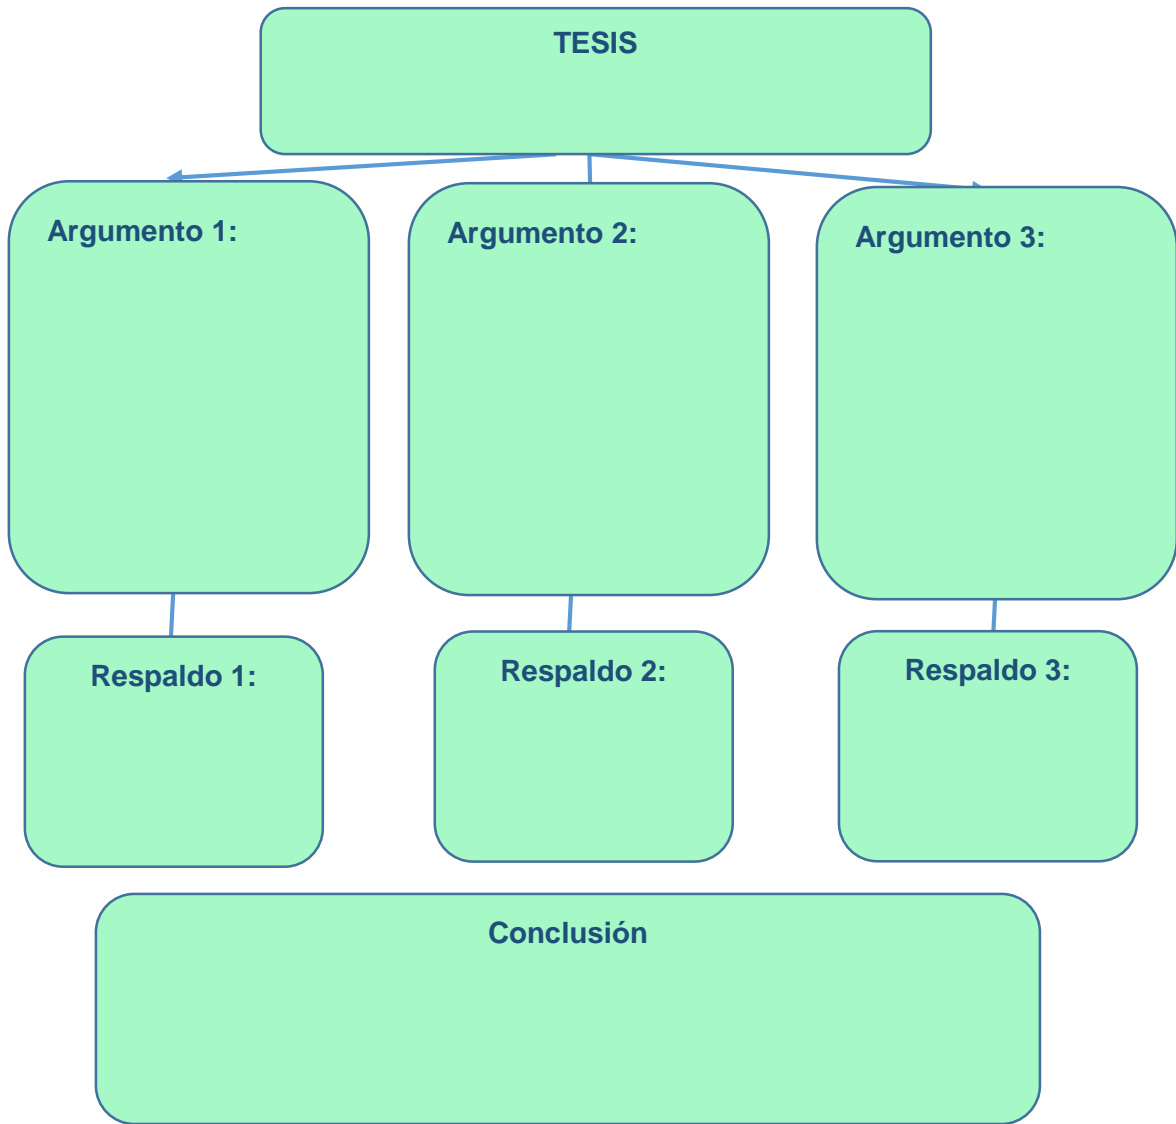 TESIS
Argumento 1:
Argumento 2:
Argumento 3:
Respaldo 1:
Respaldo 2:
Respaldo 3:
Conclusión